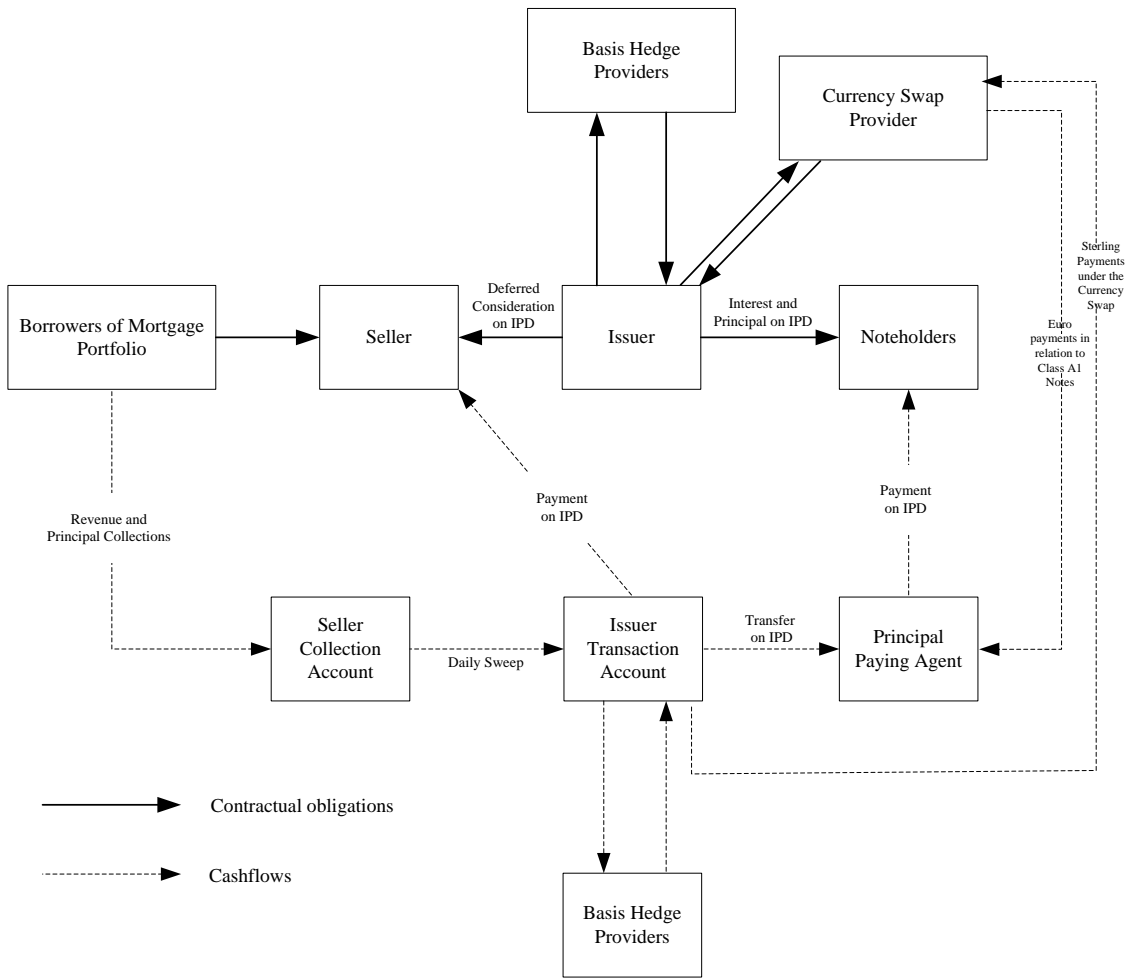 Basis Hedge
Providers
Currency Swap
Provider
Sterling
Payments
under the
Currency
Swap
Euro
payments in
relation to
Class A1
Notes
Borrowers of Mortgage
Portfolio
Seller
Deferred
Consideration
on IPD
Issuer
Interest and
Principal on IPD
Noteholders
Revenue and
Principal Collections
Payment
on IPD
Payment
on IPD
Seller
Collection
Account
Daily Sweep
Issuer
Transaction
Account
Transfer
on IPD
Principal
Paying Agent
Contractual obligations
Cashflows
Basis Hedge
Providers